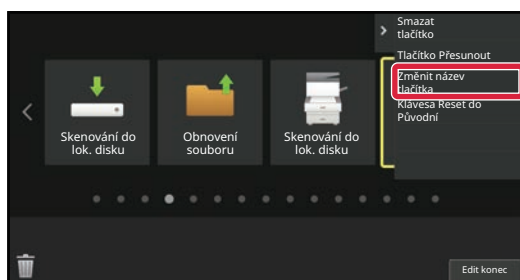 Smazat
tlačítko
Tlačítko Přesunout
Změnit název
tlačítka
Klávesa Reset do
Původní
Skenování do
lok. disku
Obnovení
souboru
Skenování do
lok. disku
Edit konec